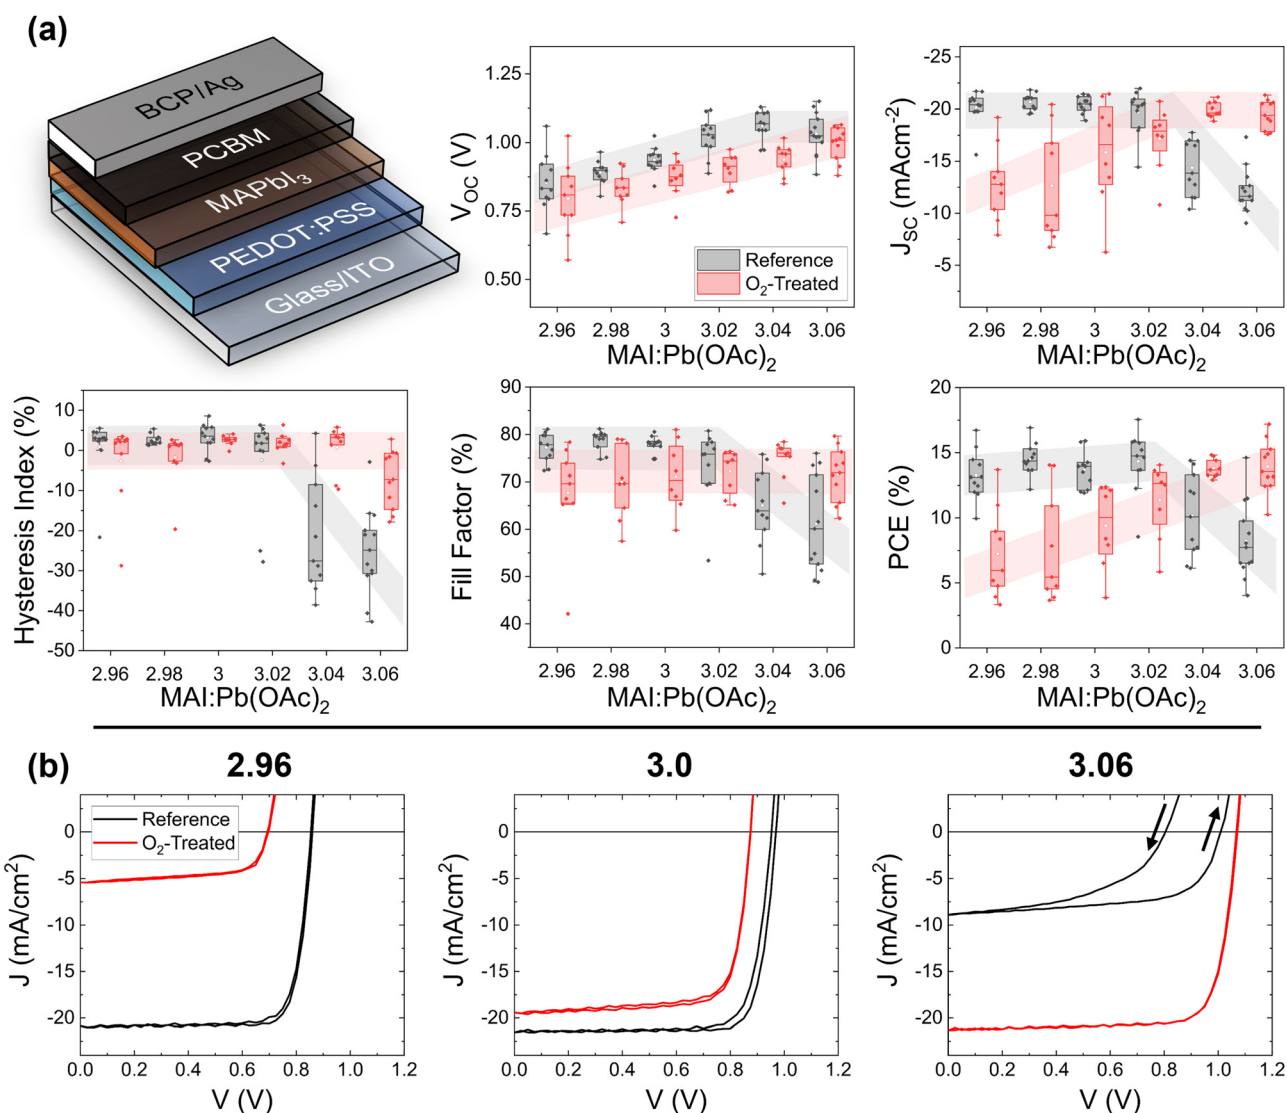 (a)
BCP/Ag
PCBM
MAPbI3
PEDOT:PSS
Glass/ITO
1.25
1.00
0.75
0.50
VOC (V)
Reference
O2-Treated
2.96 2.98 3 3.02 3.04 3.06
MAI:Pb(OAc)2
-25
-20
-15
-10
-5
JSC (mAcm-2)
2.96 2.98 3 3.02 3.04 3.06
MAI:Pb(OAc)2
10
0
-10
-20
-30
-40
-50
Hysteresis Index (%)
2.96 2.98 3 3.02 3.04 3.06
MAI:Pb(OAc)2
90
80
70
60
50
40
Fill Factor (%)
2.96 2.98 3 3.02 3.04 3.06
MAI:Pb(OAc)2
20
15
10
5
0
PCE (%)
2.96 2.98 3 3.02 3.04 3.06
MAI:Pb(OAc)2
(b)
2.96
Reference
O2-Treated
0
-5
-10
-15
-20
J (mA/cm2)
0.0 0.2 0.4 0.6 0.8 1.0 1.2
V (V)
3.0
0
-5
-10
-15
-20
J (mA/cm2)
0.0 0.2 0.4 0.6 0.8 1.0 1.2
V (V)
3.06
0
-5
-10
-15
-20
J (mA/cm2)
0.0 0.2 0.4 0.6 0.8 1.0 1.2
V (V)